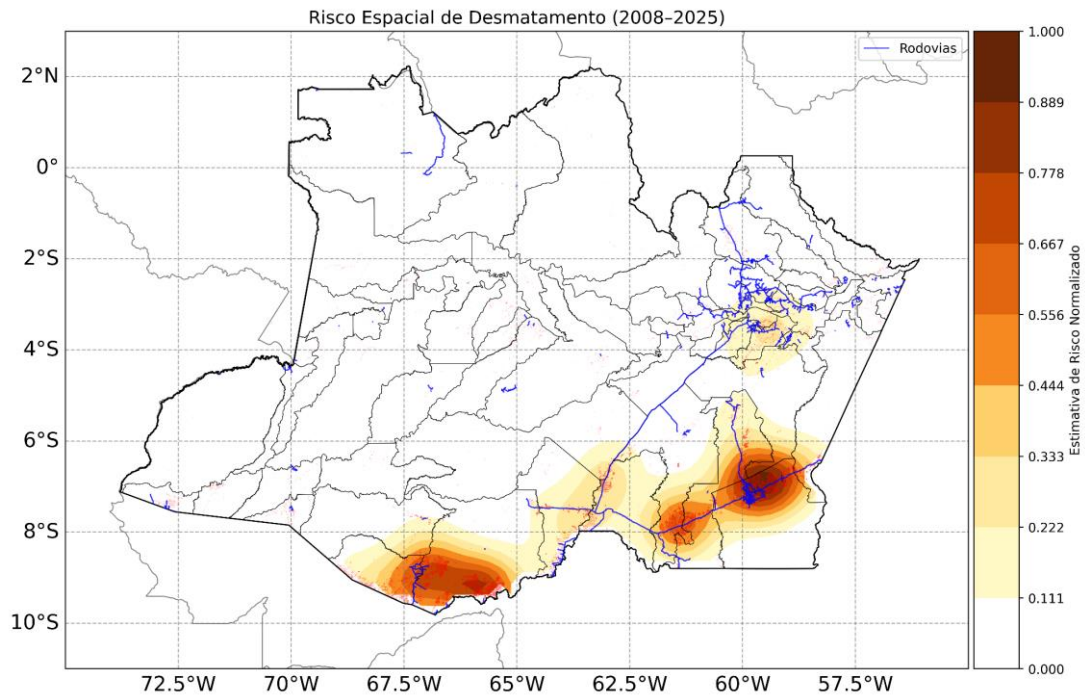 Risco Espacial de Desmatamento (2008–2025)
Rodovias
2°N
0°
2°S
4°S
6°S
8°S
10°S
72.5°W 70°W 67.5°W 65°W 62.5°W 60°W 57.5°W
1.000
0.889
0.778
0.667
0.556
0.444
0.333
0.222
0.111
0.000
Estimativa de Risco Normalizado